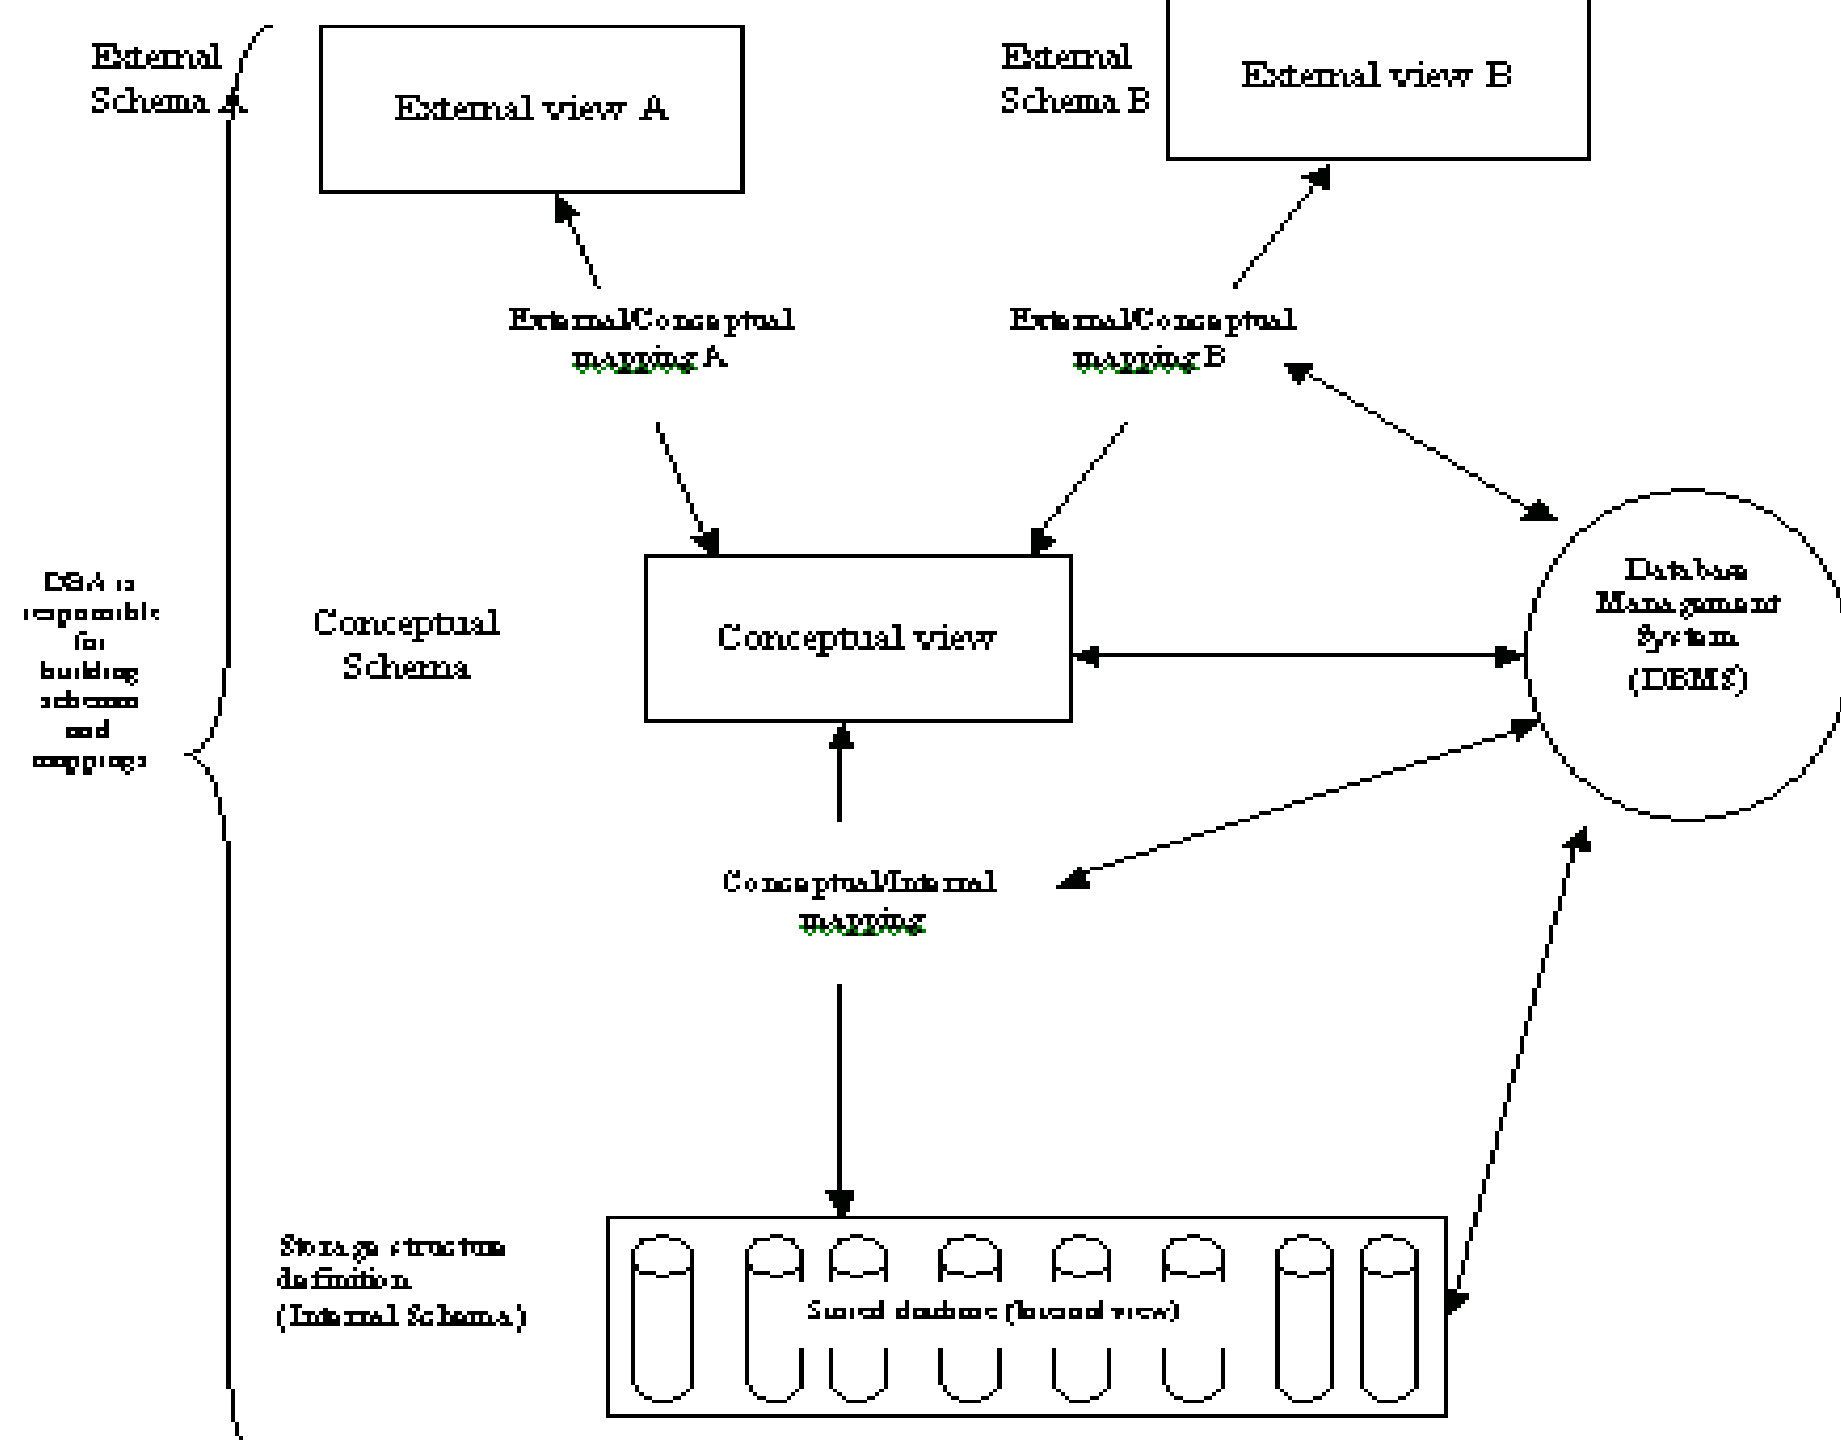 External
Schema A
External view A
External
Schema B
External view B
External/Conceptual
mapping A
External/Conceptual
mapping B
DBA is
responsible
for
building
schemas
and
mappings
Conceptual
Schema
Conceptual view
Database
Management
System
(DBMS)
Conceptual/Internal
mapping
Storage structure
definition
(Internal Schema)
Stored database (Internal view)